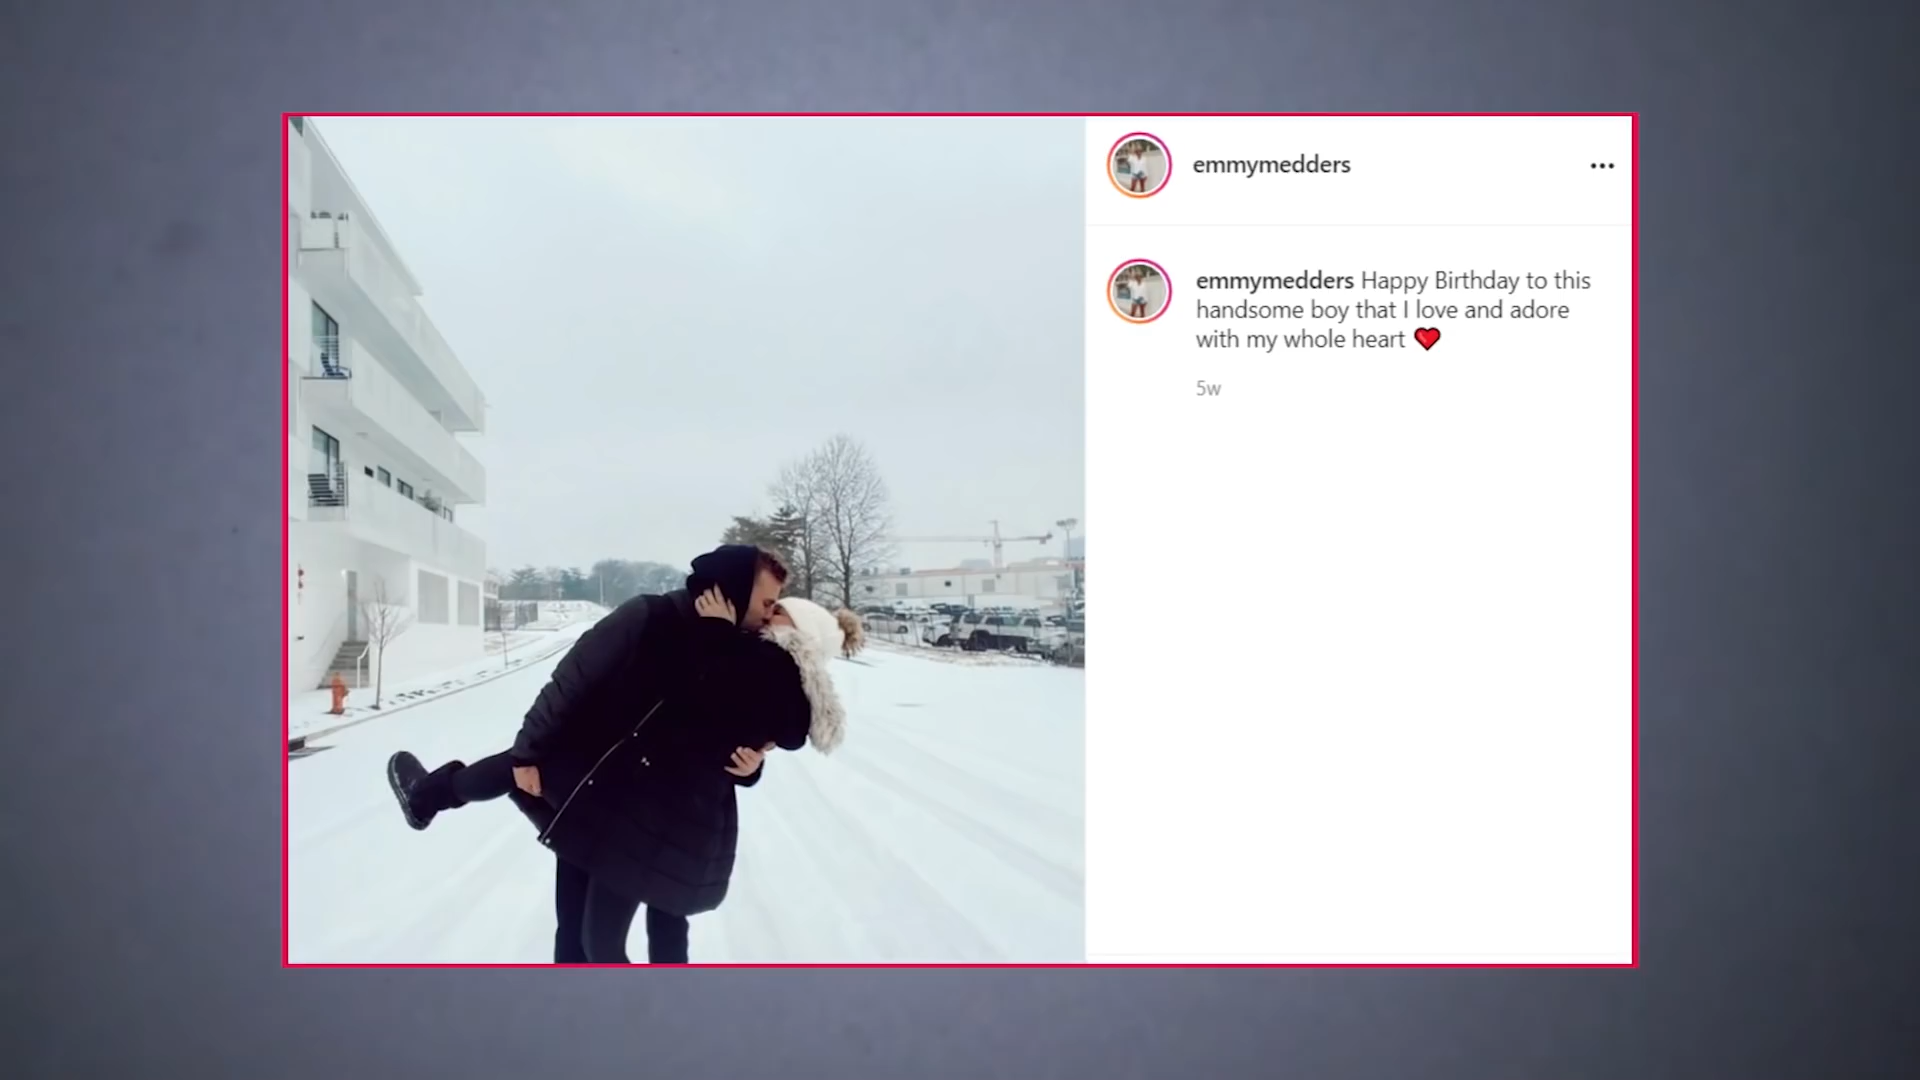 emmymedders
emmymedders Happy Birthday to this
handsome boy that I love and adore
with my whole heart ❤️
5w